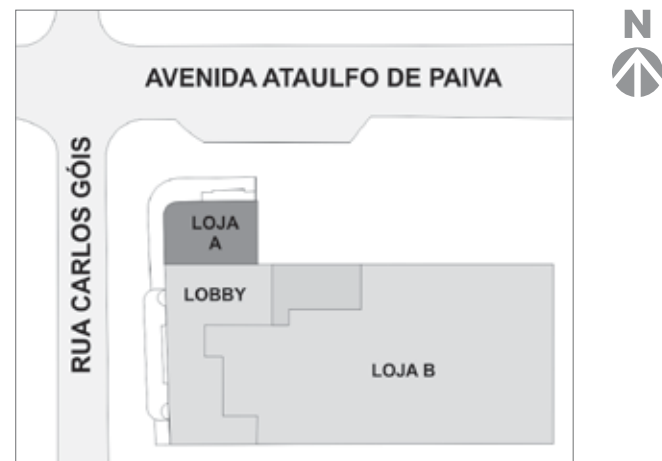 N
AVENIDA ATAULFO DE PAIVA
RUA CARLOS GÓIS
LOJA
A
LOBBY
LOJA B